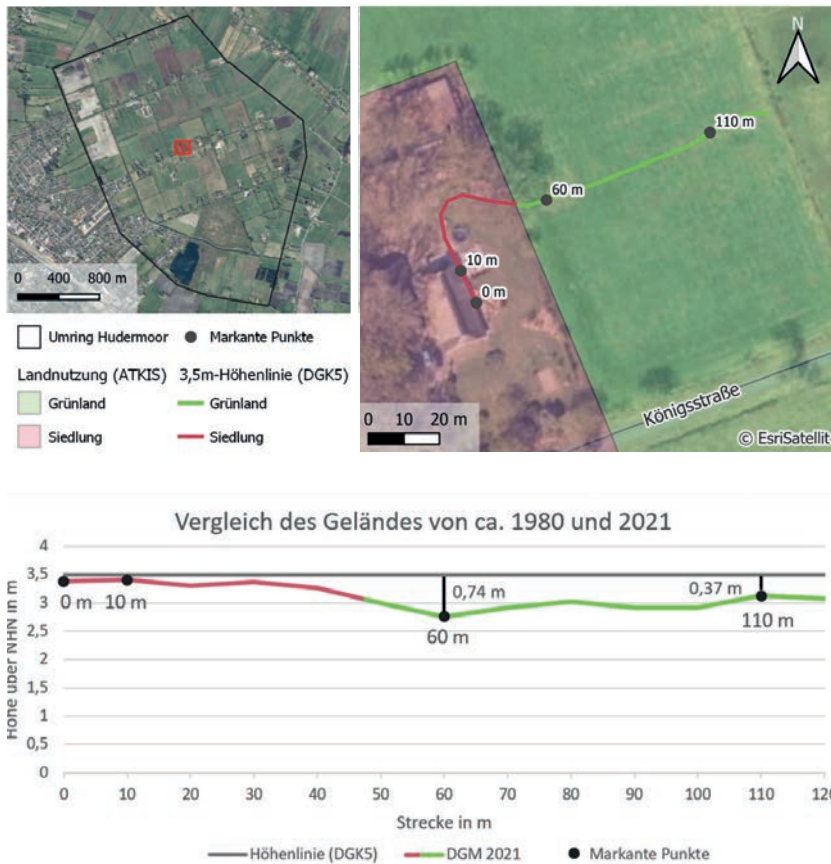 0 400 800 m
Umring Hudermoor
Markante Punkte
Landnutzung (ATKIS)
3,5m-Höhenlinie (DGK5)
Grünland
Grünland
Siedlung
Siedlung
N
110 m
60 m
10 m
0 m
0 10 20 m
Königsstraße
© EsriSatellit
Vergleich des Geländes von ca. 1980 und 2021
Höhe über NHN in m
4
3,5
3
2,5
2
1,5
1
0,5
0
0 m 10 m
0,74 m
60 m
0,37 m
110 m
0 10 20 30 40 50 60 70 80 90 100 110 120
Strecke in m
Höhenlinie (DGK5) DGM 2021 Markante Punkte